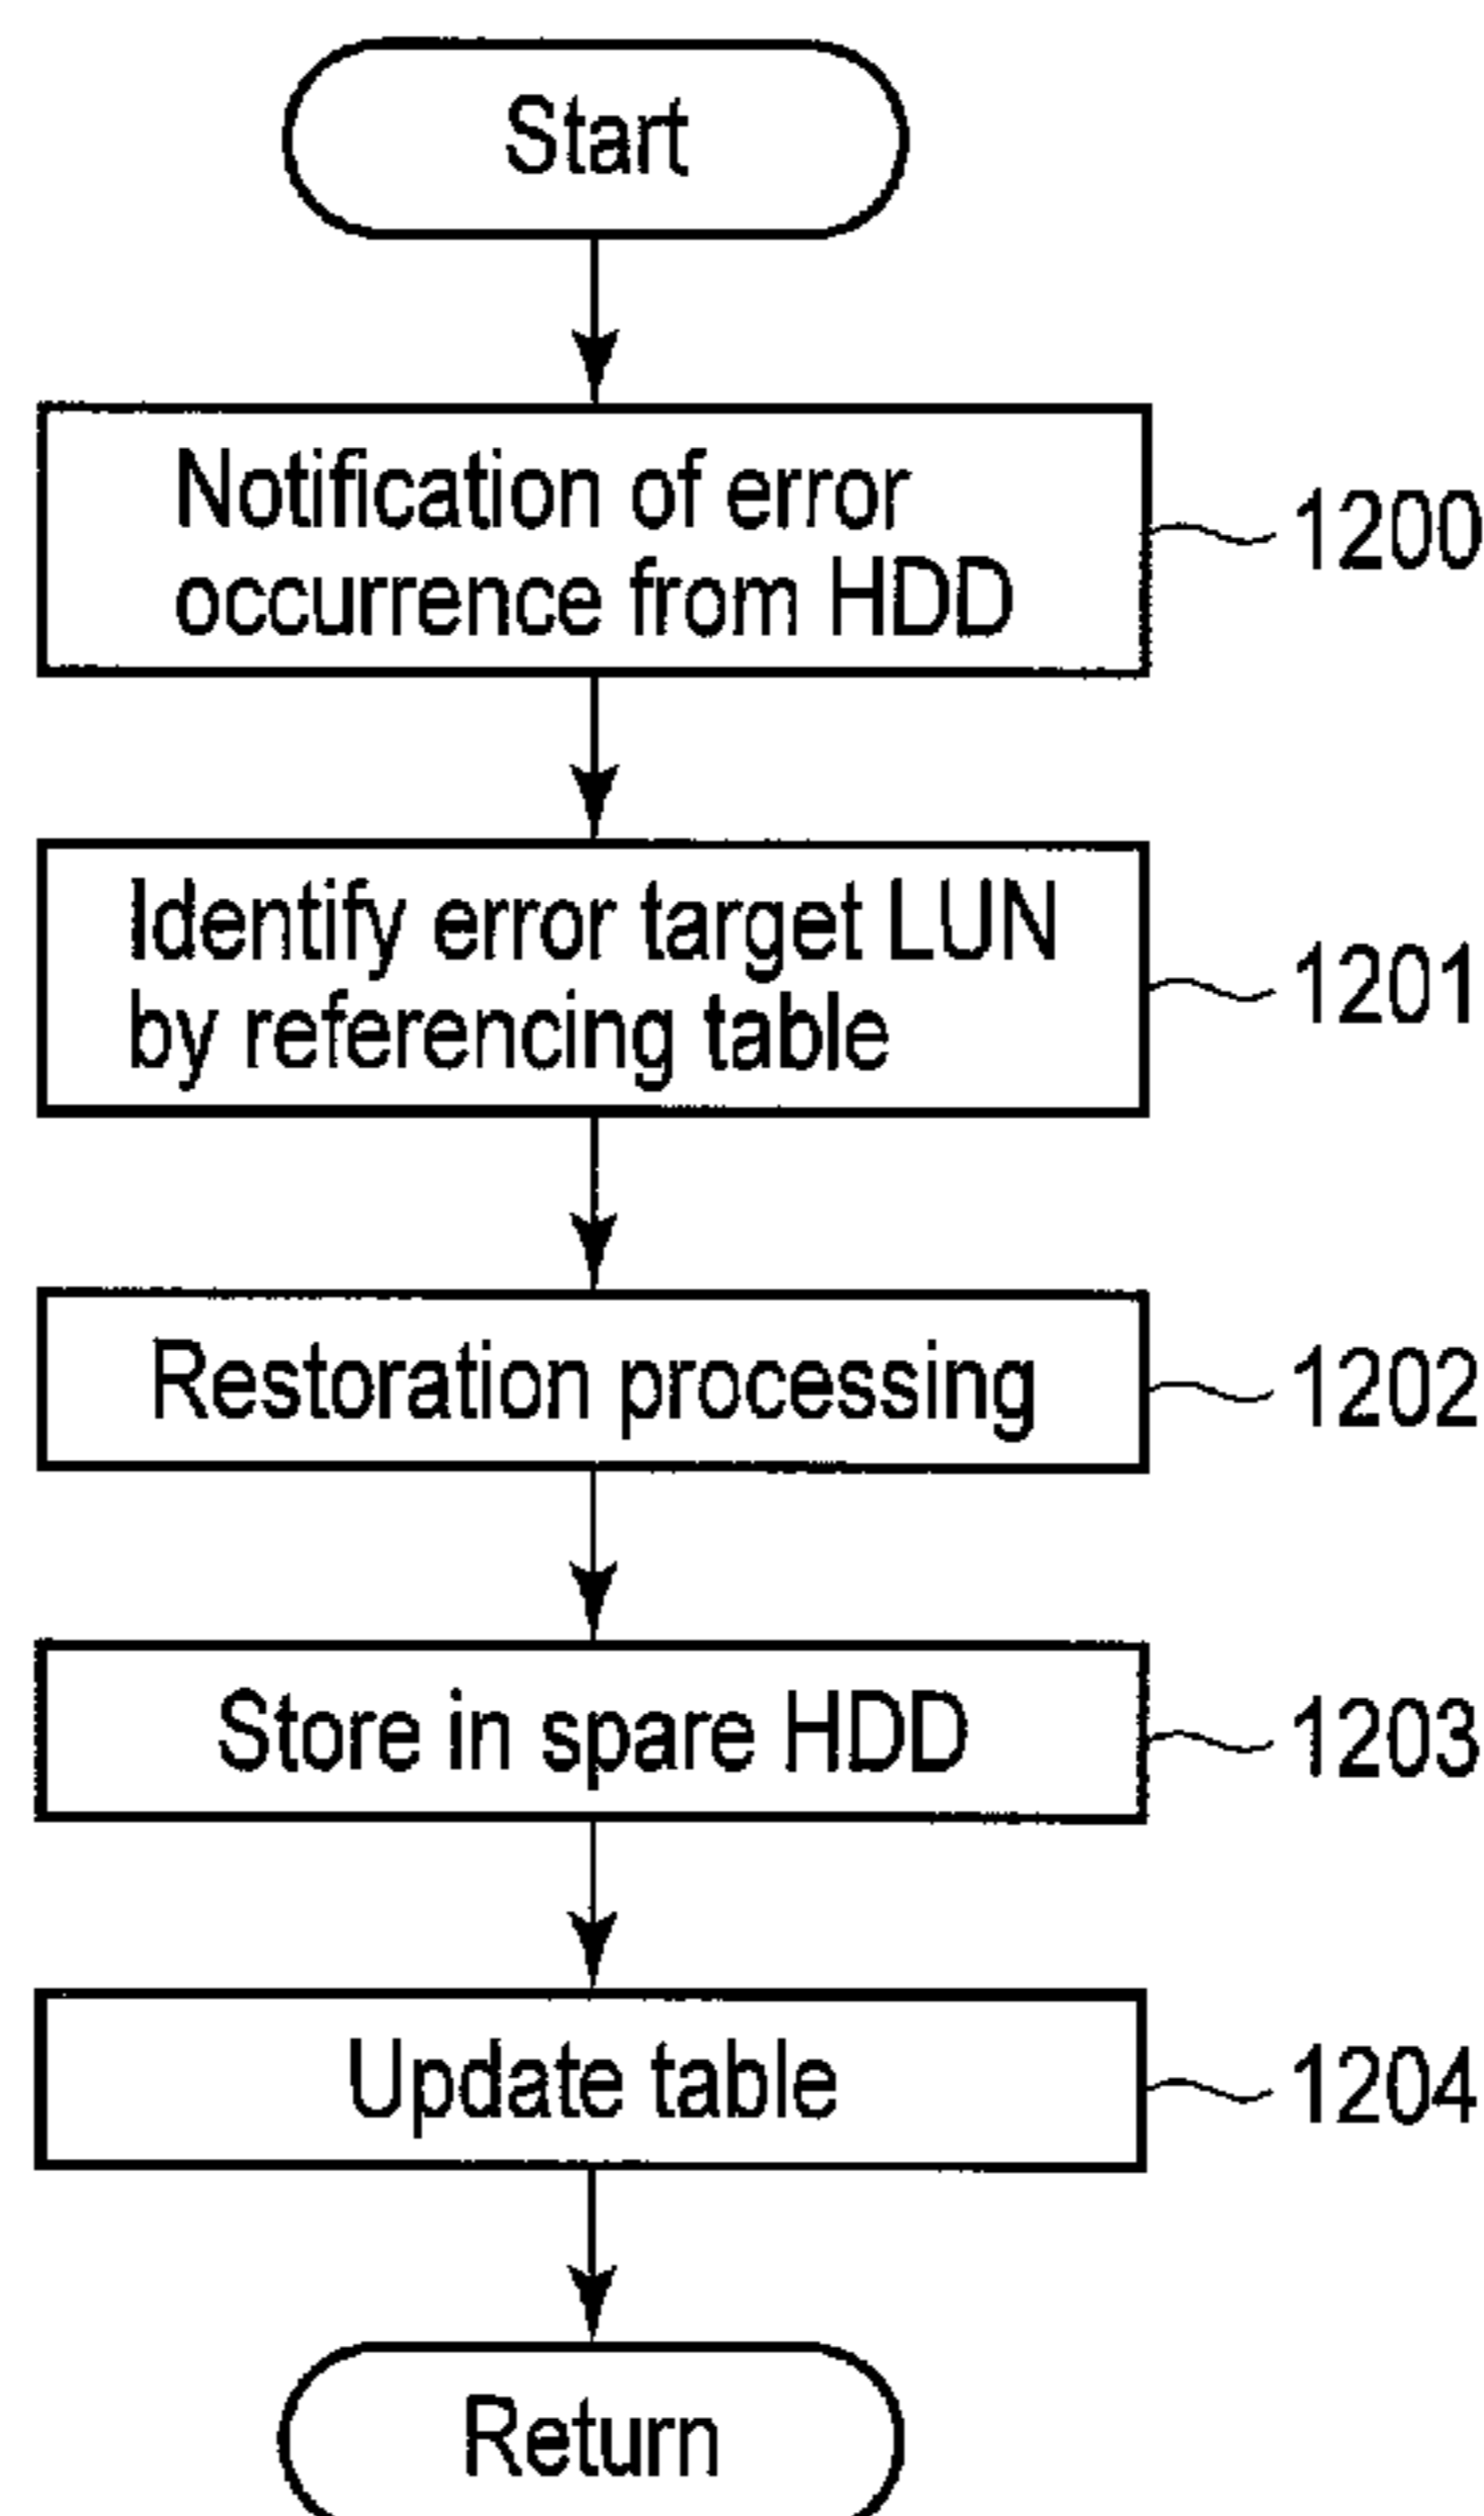 Start
Notification of error
occurrence from HDD
1200
Identify error target LUN
by referencing table
1201
Restoration processing
1202
Store in spare HDD
1203
Update table
1204
Return